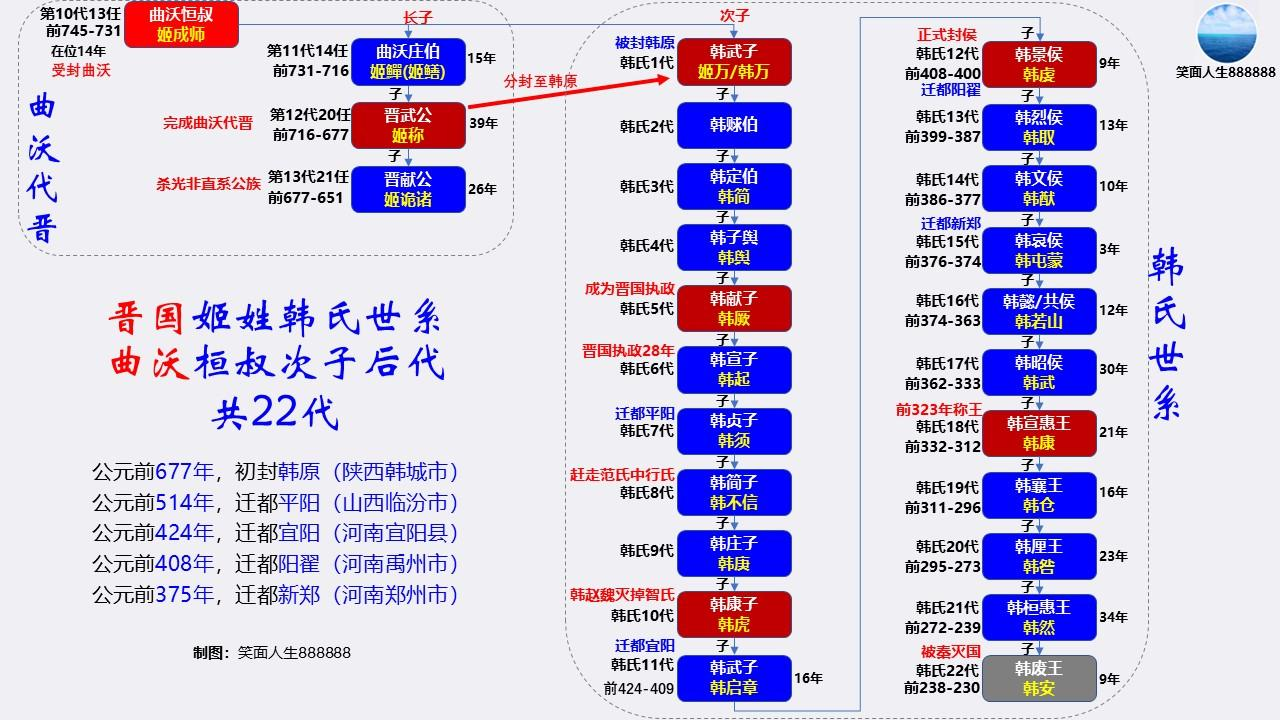 第10代13任
前745-731
在位14年
受封曲沃
曲沃恒叔
姬成师
长子
第11代14任
前731-716
曲沃庄伯
姬鱓(姬鳝)
15年
子
完成曲沃代晋
第12代20任
前716-677
晋武公
姬称
39年
子
杀光非直系公族
第13代21任
前677-651
晋献公
姬诡诸
26年
曲沃代晋
分封至韩原
晋国姬姓韩氏世系
曲沃桓叔次子后代
共22代
公元前677年，初封韩原（陕西韩城市）
公元前514年，迁都平阳（山西临汾市）
公元前424年，迁都宜阳（河南宜阳县）
公元前408年，迁都阳翟（河南禹州市）
公元前375年，迁都新郑（河南郑州市）
制图：笑面人生888888
次子
被封韩原
韩氏1代
韩武子
姬万/韩万
子
韩氏2代
韩赇伯
子
韩氏3代
韩定伯
韩简
子
韩氏4代
韩子舆
韩舆
子
成为晋国执政
韩氏5代
韩献子
韩厥
子
晋国执政28年
韩氏6代
韩宣子
韩起
子
迁都平阳
韩氏7代
韩贞子
韩须
子
赶走范氏中行氏
韩氏8代
韩简子
韩不信
子
韩氏9代
韩庄子
韩庚
子
韩赵魏灭掉智氏
韩氏10代
韩康子
韩虎
子
迁都宜阳
韩氏11代
前424-409
韩武子
韩启章
16年
子
正式封侯
韩氏12代
前408-400
迁都阳翟
韩景侯
韩虔
9年
子
韩氏13代
前399-387
韩烈侯
韩取
13年
子
韩氏14代
前386-377
韩文侯
韩猷
10年
子
迁都新郑
韩氏15代
前376-374
韩哀侯
韩屯蒙
3年
子
韩氏16代
前374-363
韩懿/共侯
韩若山
12年
子
韩氏17代
前362-333
韩昭侯
韩武
30年
子
前323年称王
韩氏18代
前332-312
韩宣惠王
韩康
21年
子
韩氏19代
前311-296
韩襄王
韩仓
16年
子
韩氏20代
前295-273
韩厘王
韩咎
23年
子
韩氏21代
前272-239
韩桓惠王
韩然
34年
子
被秦灭国
韩氏22代
前238-230
韩废王
韩安
9年
韩氏世系
笑面人生888888